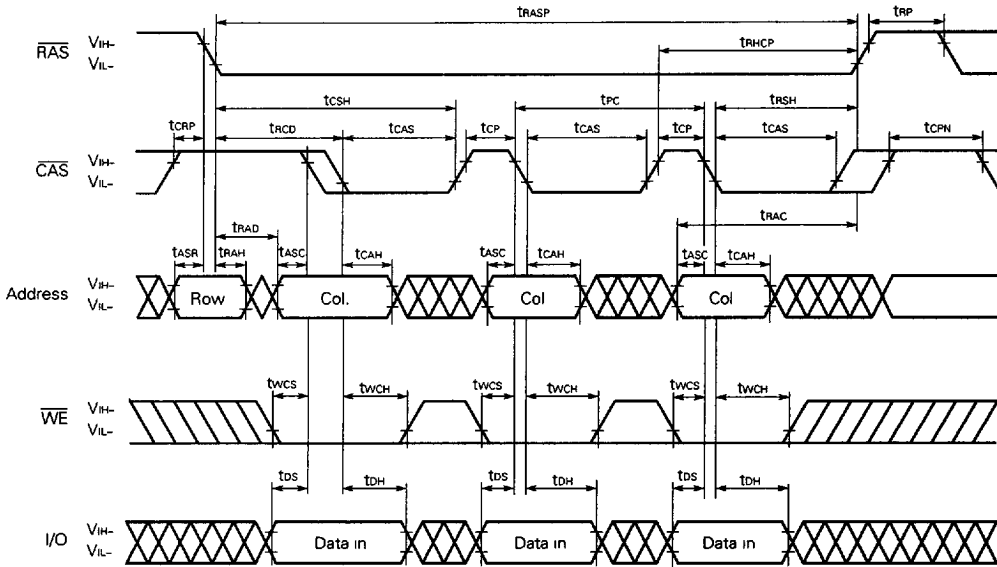 tRASP tRP
RAS VIH– VIL– tRHCP
tCSH tPC tRSH
tCRP tRCD tCAS tCP tCAS tCP tCAS tCPN
CAS VIH– VIL–
tRAD tRAC
tASR tRAH tASC tCAH tASC tCAH tASC tCAH
Address VIH– VIL– Row Col. Col Col
tWCS tWCH tWCS tWCH tWCS tWCH
WE VIH– VIL–
tDS tDH tDS tDH tDS tDH
I/O VIH– VIL– Data in Data in Data in